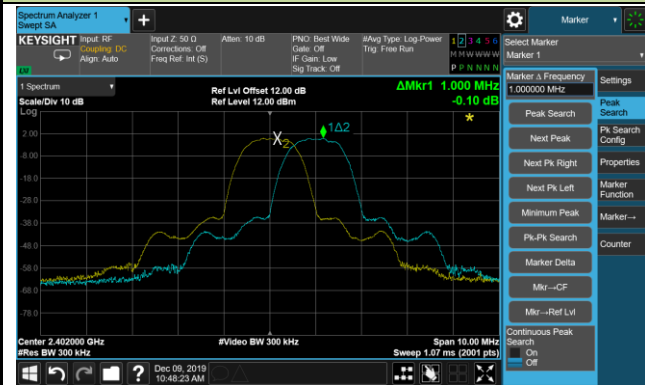 Spectrum Analyzer 1
Swept SA
Marker
KEYSIGHT Input: RF Input Z: 50 Ω Atten: 10 dB PNO: Best Wide #Avg Type: Log-Power 1 2 3 4 5 6
Coupling: DC Corrections: Off Gate: Off Trig: Free Run M M W W W W
Align: Auto Freq Ref: Int (S) IF Gain: Low P P N N N N
Sig Track: Off
Select Marker
Marker 1
1 Spectrum
Scale/Div 10 dB
Ref Lvl Offset 12.00 dB
Ref Level 12.00 dBm
ΔMkr1 1.000 MHz
-0.10 dB
Log
2.00
-8.00
-18.0
-28.0
-38.0
-48.0
-58.0
-68.0
-78.0
X2
1Δ2
*
Center 2.402000 GHz
#Res BW 300 kHz
#Video BW 300 kHz
Span 10.00 MHz
Sweep 1.07 ms (2001 pts)
Marker Δ Frequency
1.000000 MHz
Peak Search
Next Peak
Next Pk Right
Next Pk Left
Minimum Peak
Pk-Pk Search
Marker Delta
Mkr→CF
Mkr→Ref Lvl
Continuous Peak
Search
On
Off
Settings
Peak
Search
Pk Search
Config
Properties
Marker
Function
Marker→
Counter
?
Dec 09, 2019
10:48:23 AM